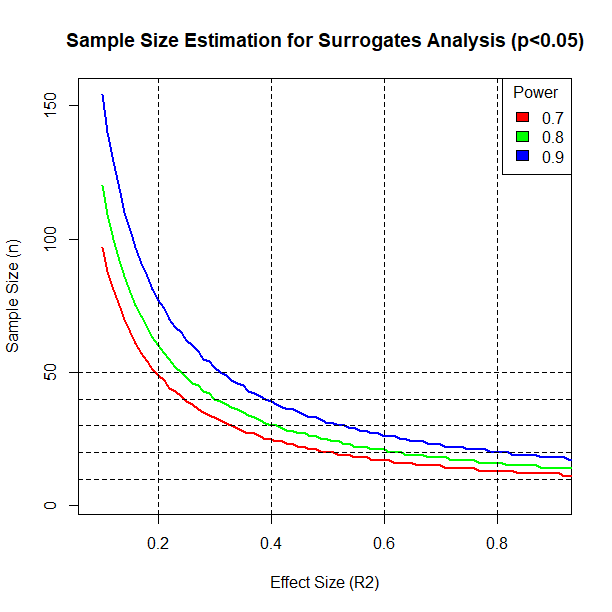 Sample Size Estimation for Surrogates Analysis (p<0.05)
Power
0.7
0.8
0.9
Sample Size (n)
150
100
50
0
0.2 0.4 0.6 0.8
Effect Size (R2)